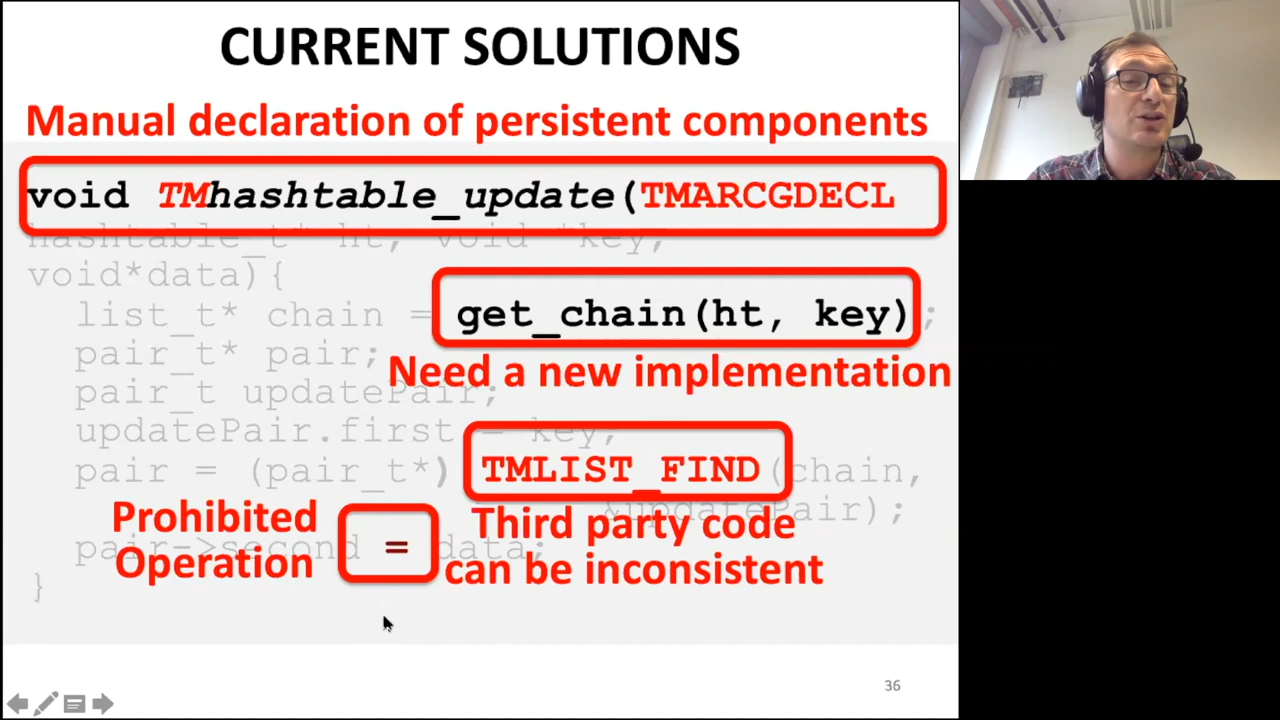 CURRENT SOLUTIONS
Manual declaration of persistent components
void TMhashtable_update(TMARCGDECL
hashtable_t* ht, void *key,
void*data){
list_t* chain = get_chain(ht, key);
pair_t* pair;
Need a new implementation
pair_t updatePair;
updatePair.first = key;
pair = (pair_t*) TMLIST_FIND(chain,
&updatePair);
Prohibited
Operation
Third party code
can be inconsistent
pair->second = data;
}
36